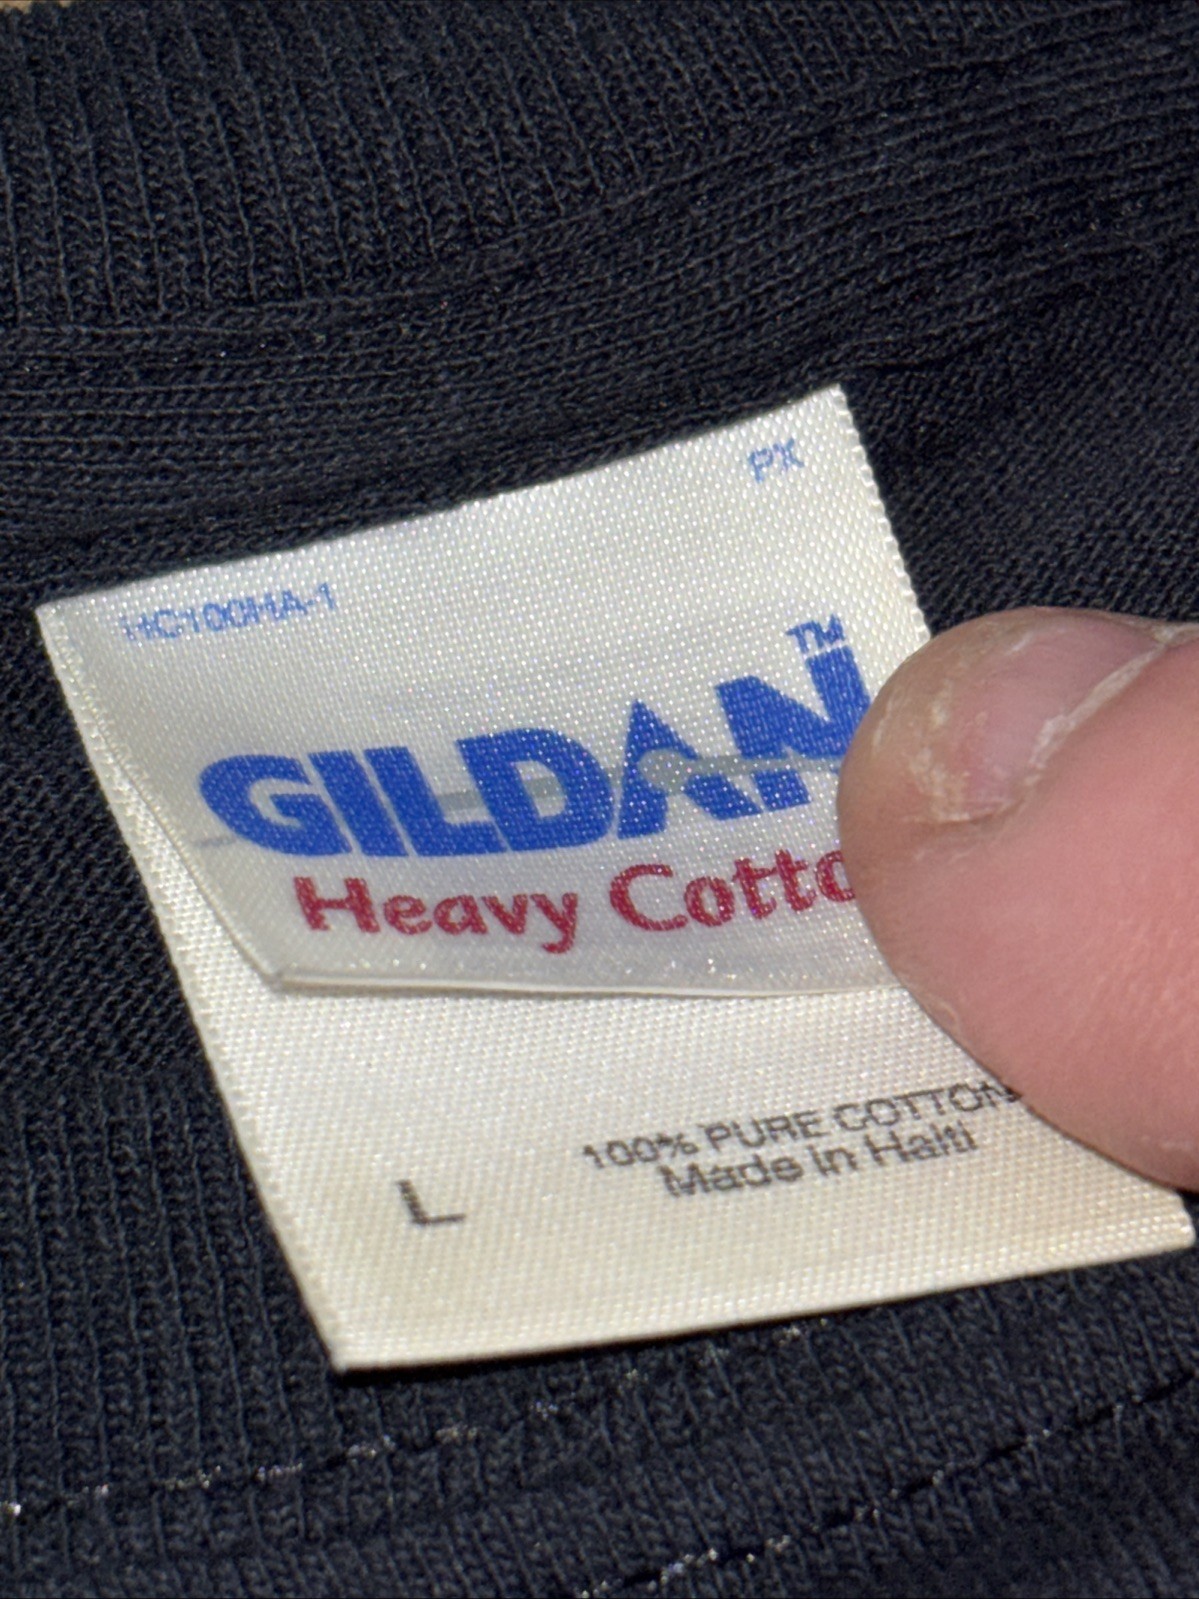 PX
HC100HA-1
GILDAN™
Heavy Cotto
100% PURE COTTON
Made in Haiti
L